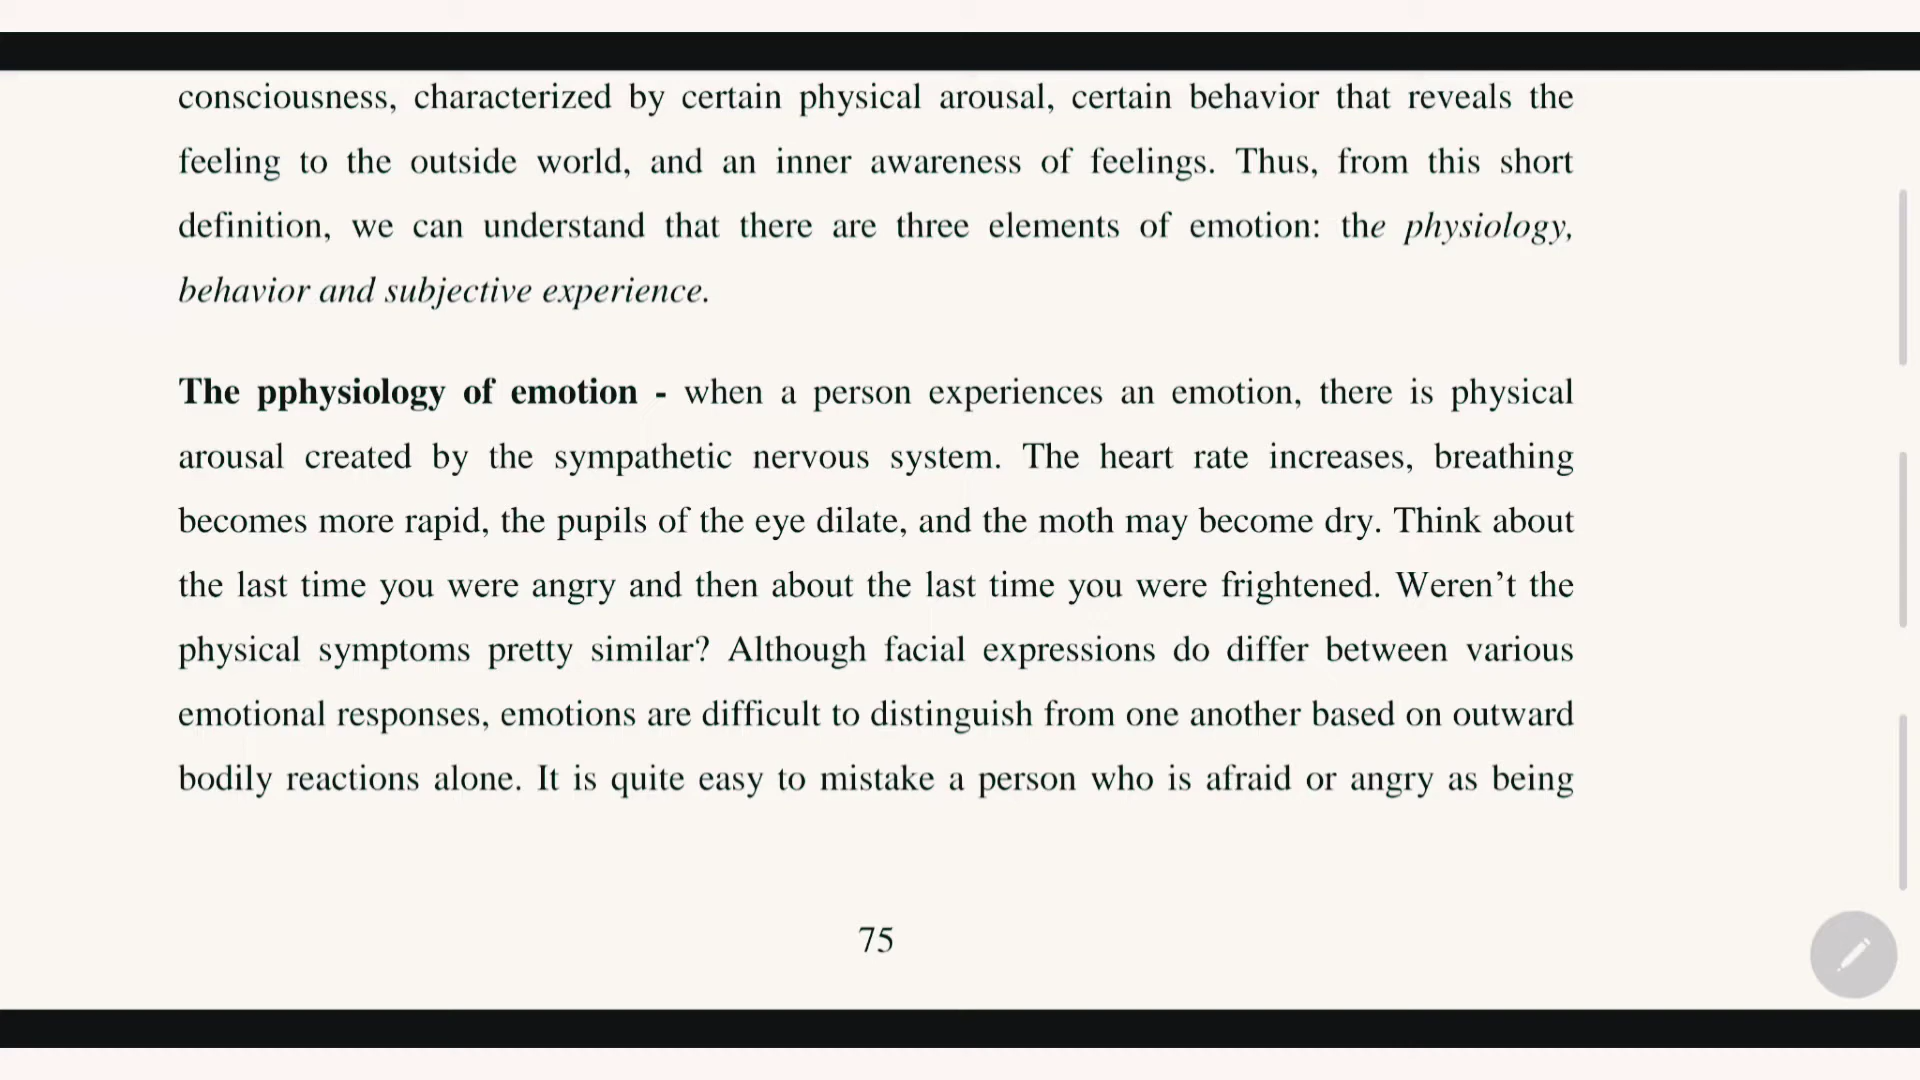 consciousness, characterized by certain physical arousal, certain behavior that reveals the
feeling to the outside world, and an inner awareness of feelings. Thus, from this short
definition, we can understand that there are three elements of emotion: the physiology,
behavior and subjective experience.
The pphysiology of emotion - when a person experiences an emotion, there is physical
arousal created by the sympathetic nervous system. The heart rate increases, breathing
becomes more rapid, the pupils of the eye dilate, and the moth may become dry. Think about
the last time you were angry and then about the last time you were frightened. Weren’t the
physical symptoms pretty similar? Although facial expressions do differ between various
emotional responses, emotions are difficult to distinguish from one another based on outward
bodily reactions alone. It is quite easy to mistake a person who is afraid or angry as being
75